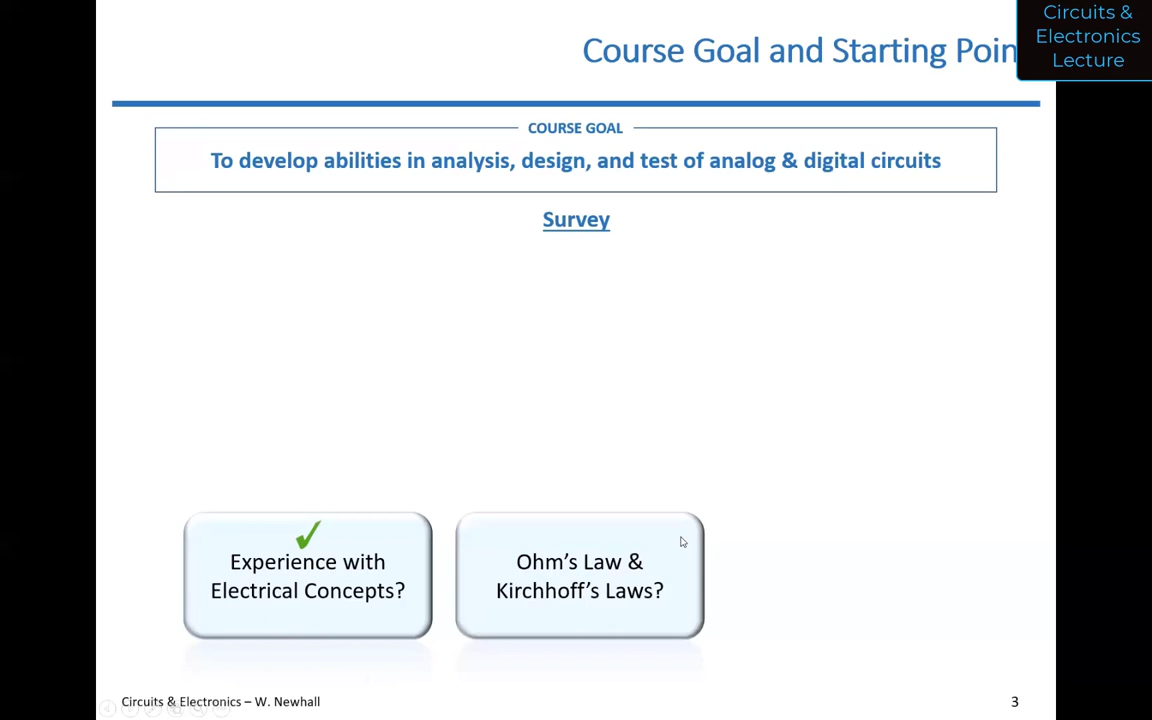 Circuits &
Electronics
Lecture
Course Goal and Starting Poin
COURSE GOAL
To develop abilities in analysis, design, and test of analog & digital circuits
Survey
Experience with
Electrical Concepts?
Ohm's Law &
Kirchhoff's Laws?
Circuits & Electronics – W. Newhall
3